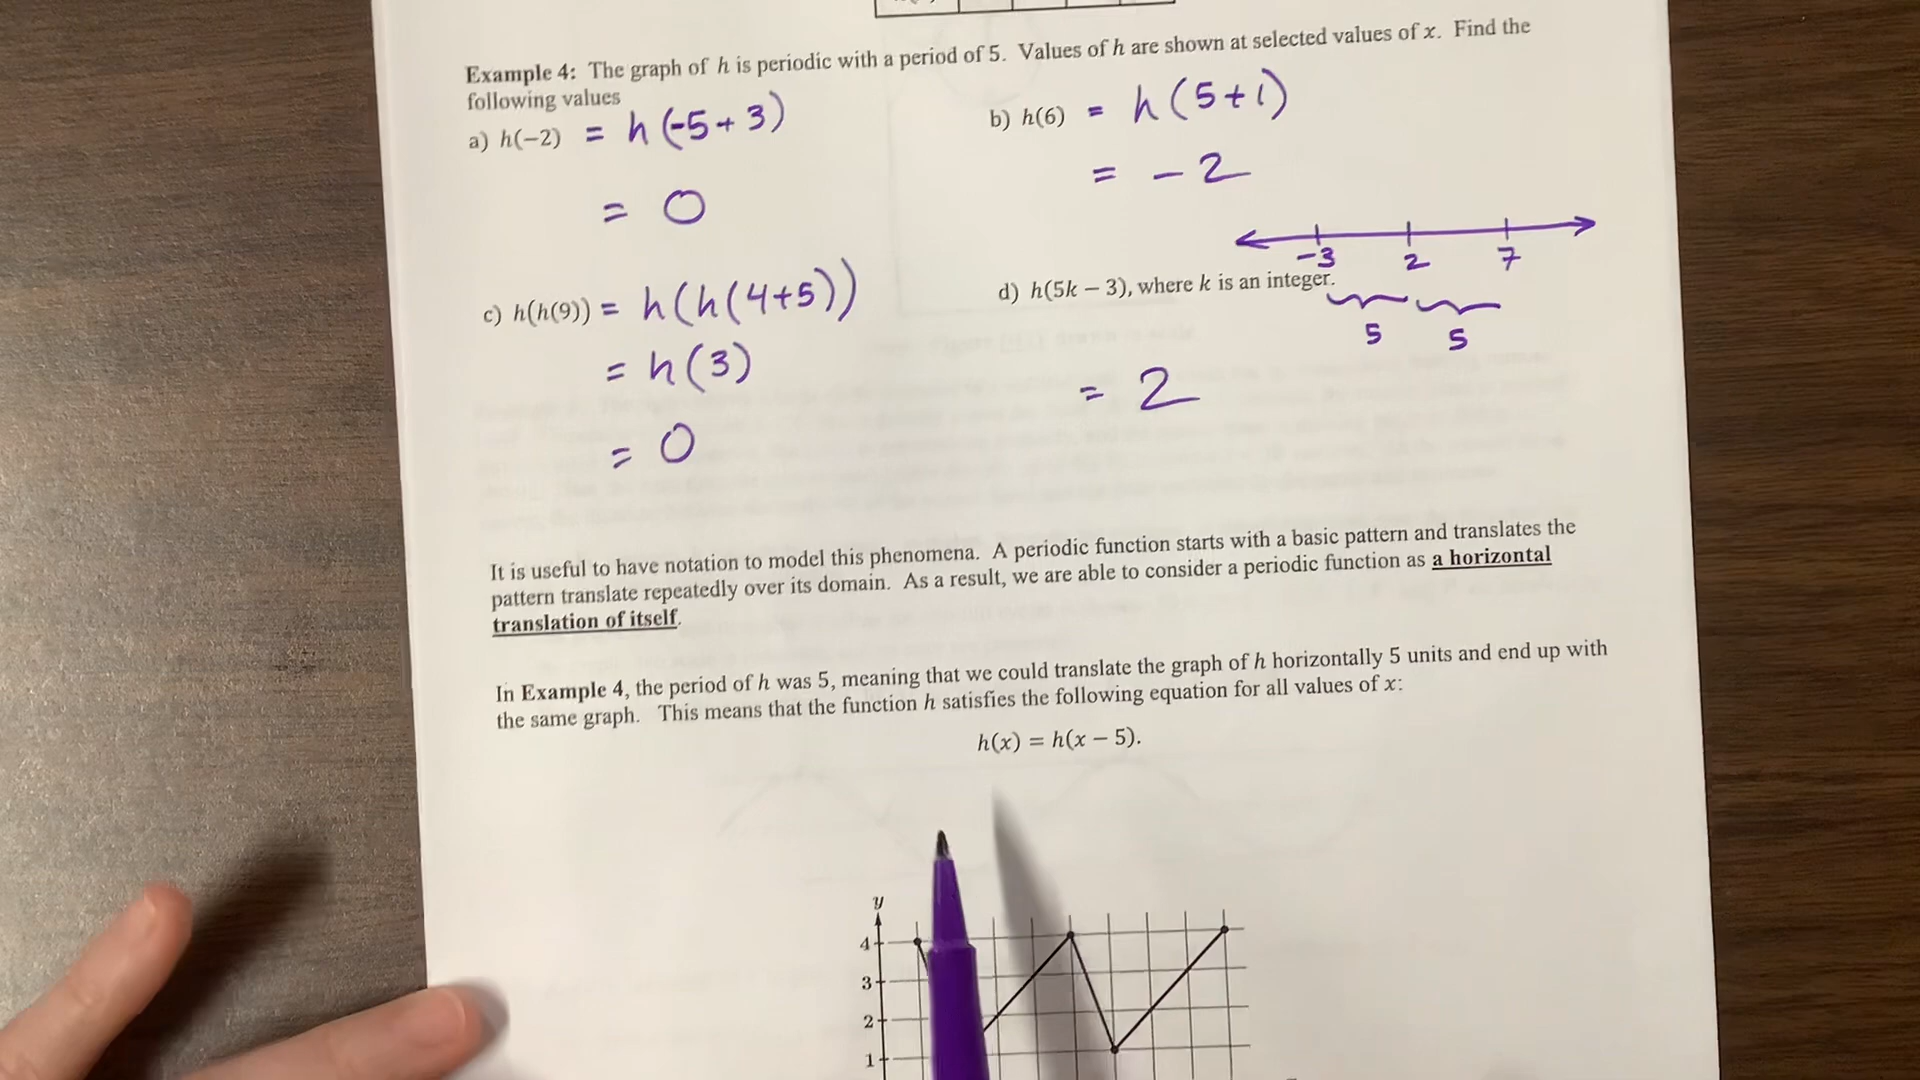 Example 4: The graph of h is periodic with a period of 5. Values of h are shown at selected values of x. Find the
following values
a) h(−2) = h(-5+3)
= 0
b) h(6) = h(5+1)
= -2
-3 2 7
5 5
c) h(h(9)) = h(h(4+5))
= h(3)
= 0
d) h(5k − 3), where k is an integer.
= 2
It is useful to have notation to model this phenomena. A periodic function starts with a basic pattern and translates the
pattern translate repeatedly over its domain. As a result, we are able to consider a periodic function as a horizontal
translation of itself.
In Example 4, the period of h was 5, meaning that we could translate the graph of h horizontally 5 units and end up with
the same graph. This means that the function h satisfies the following equation for all values of x:
h(x) = h(x − 5).
y
4
3
2
1